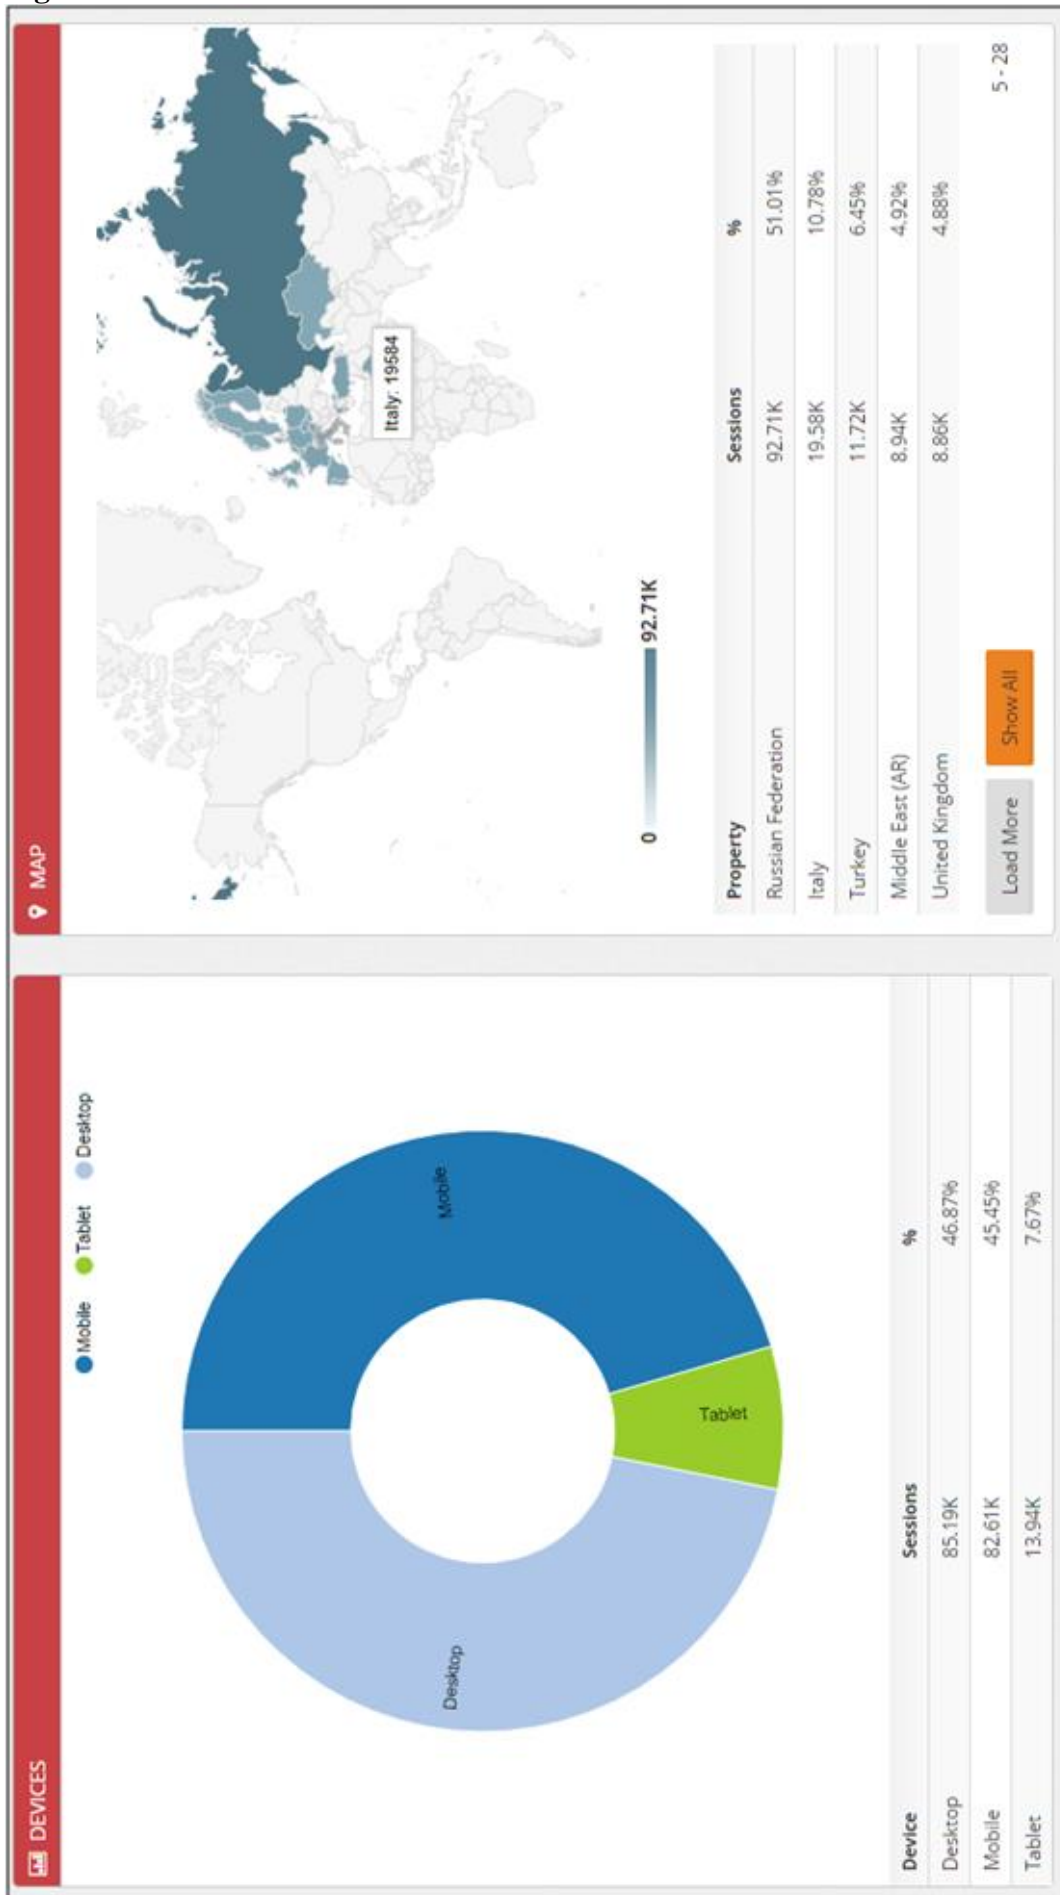 DEVICES
Mobile Tablet Desktop
Desktop
Mobile
Tablet
Device Sessions %
Desktop 85.19K 46.87%
Mobile 82.61K 45.45%
Tablet 13.94K 7.67%
MAP
Italy: 19584
0 92.71K
Property Sessions %
Russian Federation 92.71K 51.01%
Italy 19.58K 10.78%
Turkey 11.72K 6.45%
Middle East (AR) 8.94K 4.92%
United Kingdom 8.86K 4.88%
Load More Show All 5 - 28